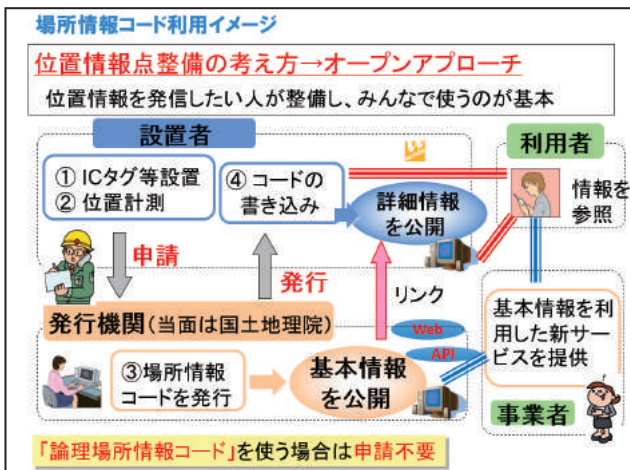 場所情報コード利用イメージ
位置情報点整備の考え方→オープンアプローチ
位置情報を発信したい人が整備し、みんなで使うのが基本
設置者
① ICタグ等設置
② 位置計測
④ コードの
書き込み
詳細情報
を公開
利用者
情報を
参照
申請
発行
リンク
発行機関(当面は国土地理院)
③場所情報
コードを発行
基本情報
を公開
Web
API
基本情報を利
用した新サー
ビスを提供
事業者
「論理場所情報コード」を使う場合は申請不要